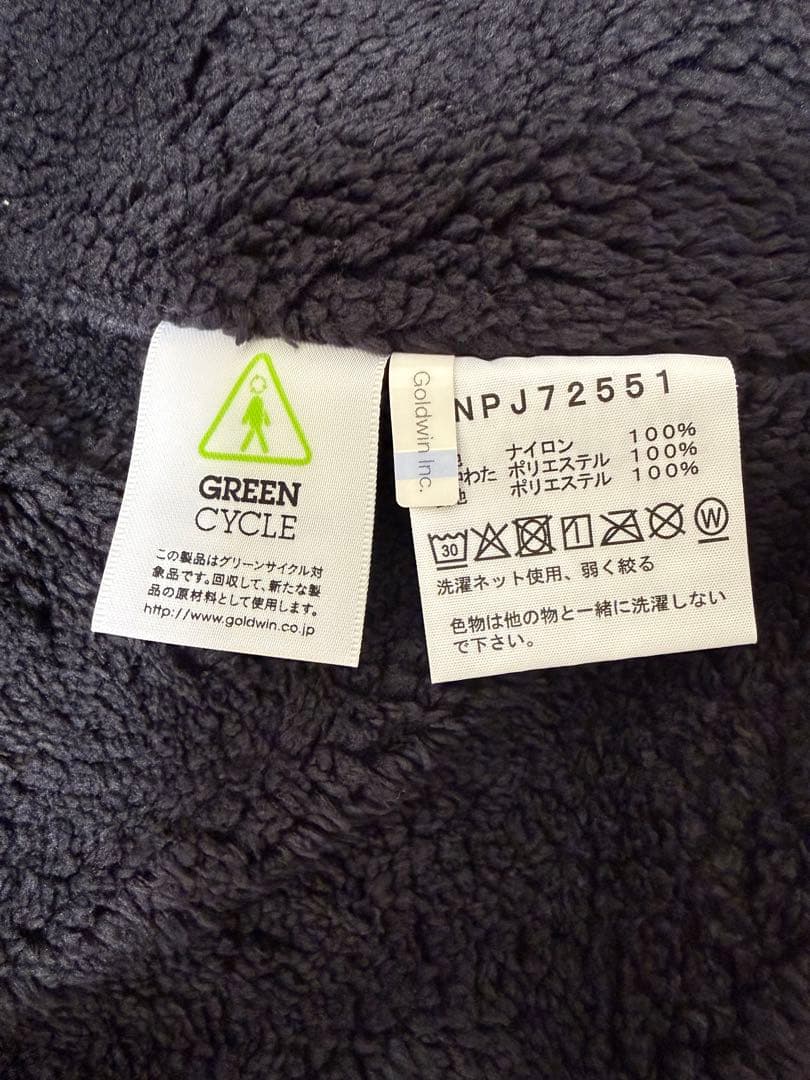 GREEN
CYCLE
この製品はグリーンサイクル対
象品です。回収して、新たな製
品の原材料として使用します。
http://www.goldwin.co.jp
Goldwin Inc.
NPJ72551
ナイロン 100%
わた ポリエステル 100%
地 ポリエステル 100%
30
W
洗濯ネット使用、弱く絞る
色物は他の物と一緒に洗濯しない
で下さい。